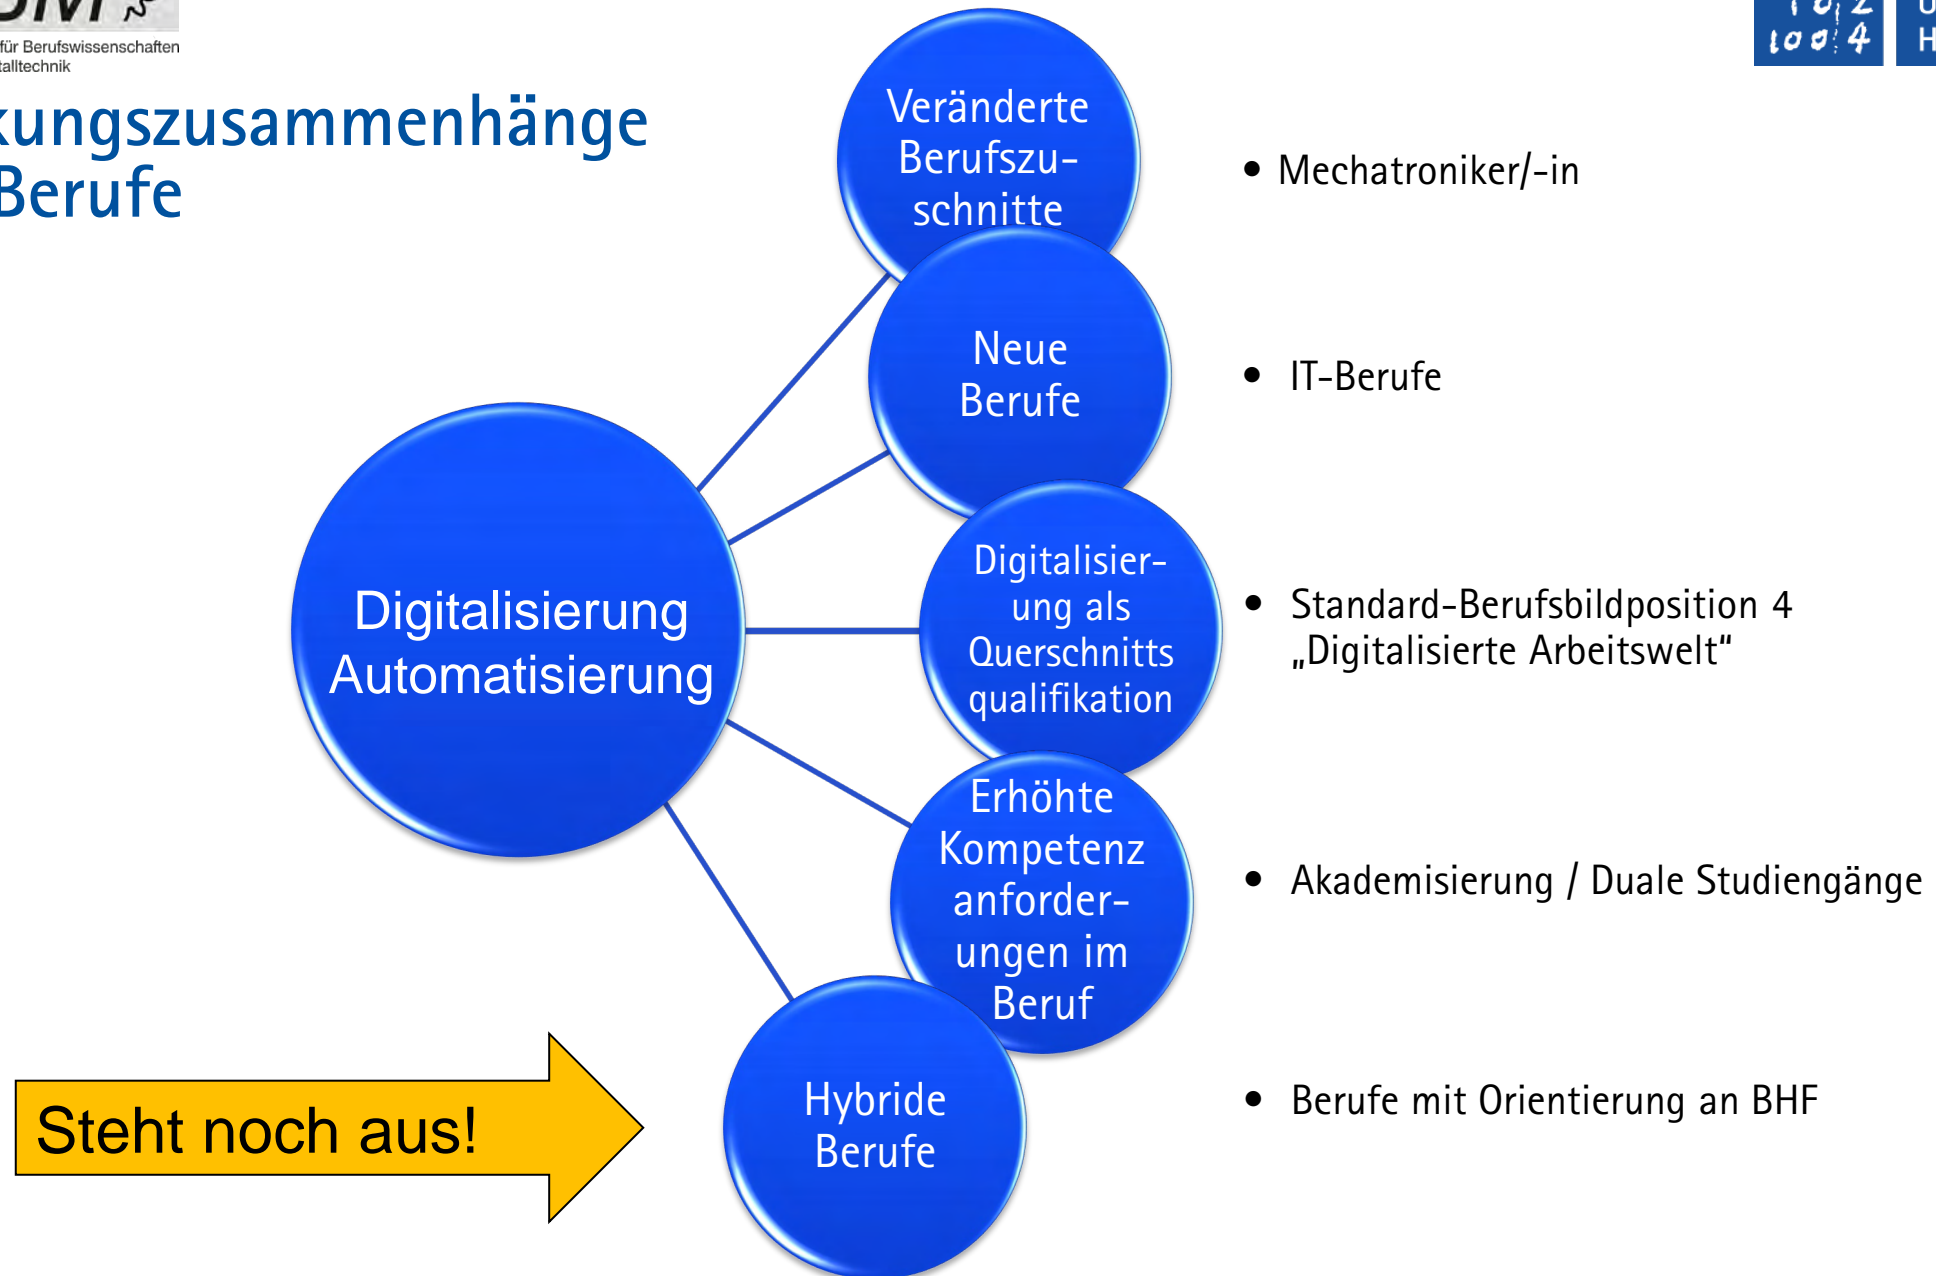 für Berufswissenschaften
kungszusammenhänge
Berufe
Veränderte
Berufszu-
schnitte
• Mechatroniker/-in
Neue
Berufe
• IT-Berufe
Digitalisierung
Automatisierung
Digitalisier-
ung als
Querschnitts
qualifikation
• Standard-Berufsbildposition 4
„Digitalisierte Arbeitswelt“
Erhöhte
Kompetenz
anforder-
ungen im
Beruf
• Akademisierung / Duale Studiengänge
Steht noch aus!
Hybride
Berufe
• Berufe mit Orientierung an BHF